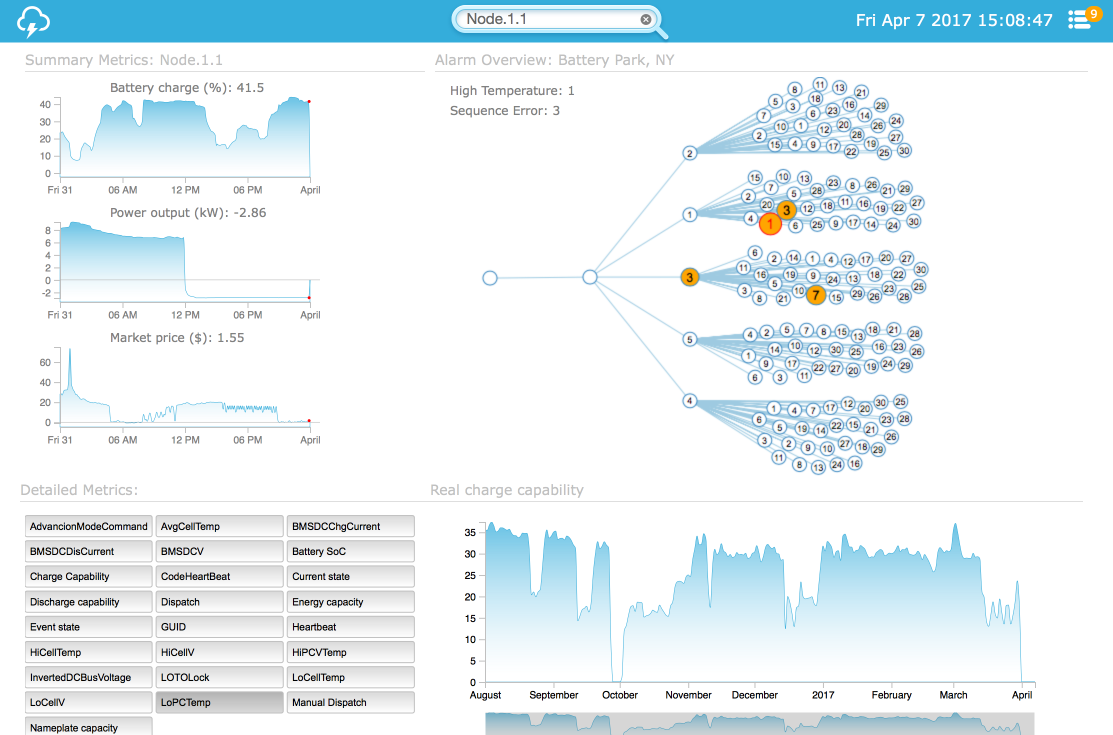 Node.1.1
Fri Apr 7 2017 15:08:47
9
Summary Metrics: Node.1.1
Alarm Overview: Battery Park, NY
High Temperature: 1
Sequence Error: 3
Battery charge (%): 41.5
40
30
20
10
0
Fri 31 06 AM 12 PM 06 PM April
Power output (kW): -2.86
8
6
4
2
0
-2
Fri 31 06 AM 12 PM 06 PM April
Market price ($): 1.55
60
40
20
0
Fri 31 06 AM 12 PM 06 PM April
2
8 11 13 21
5 3 18 23 16 29
7 6 14 24
10 1 12 20 26
2 28 27
15 4 9 17 22 25 30
1
15 10 13 23 8 26 21 29
7 5 28
2 20 3 12 18 11 16 19 22 27
4 1 6 25 9 17 14 24 30
3
6 2 14 1 4 12 17 20 27
11 16 19 9 24 13 18 22 30
3 5 10 7 15 29 26 23 28 25
8 21
5
4 2 5 7 8 15 13 18 21 28
14 10 12 30 25 16 23 26
1 9 17 22 27 20 19 24 29
6 3 11
4
1 4 7 17 12 20 30 25
6 5 19 14 22 15 21 23 28
3 2 9 10 27 18 29 26
11 8 13 24 16
Detailed Metrics:
Real charge capability
AdvancionModeCommand AvgCellTemp BMSDCChgCurrent
BMSDCDisCurrent BMSDCV Battery SoC
Charge Capability CodeHeartBeat Current state
Discharge capability Dispatch Energy capacity
Event state GUID Heartbeat
HiCellTemp HiCellV HiPCVTemp
InvertedDCBusVoltage LOTOLock LoCellTemp
LoCellV LoPCTemp Manual Dispatch
Nameplate capacity
35
30
25
20
15
10
5
0
August September October November December 2017 February March April